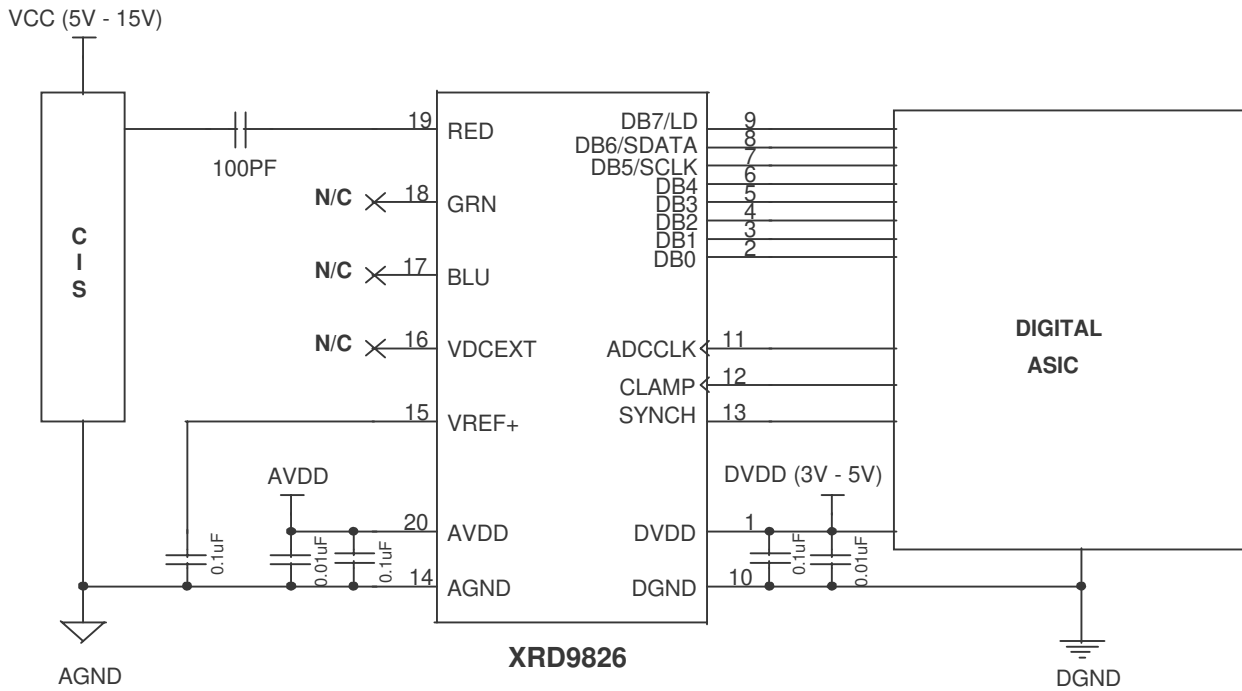 VCC (5V - 15V)
C
I
S
100PF
19
RED
N/C
18
GRN
N/C
17
BLU
N/C
16
VDCEXT
15
VREF+
AVDD
20
AVDD
14
AGND
0.1uF
0.01uF
0.1uF
AGND
DB7/LD
9
DB6/SDATA
8
DB5/SCLK
7
DB4
6
DB3
5
DB2
4
DB1
3
DB0
2
ADCCLK
11
CLAMP
12
SYNCH
13
DVDD (3V - 5V)
DVDD
1
DGND
10
0.1uF
0.01uF
XRD9826
DIGITAL
ASIC
DGND